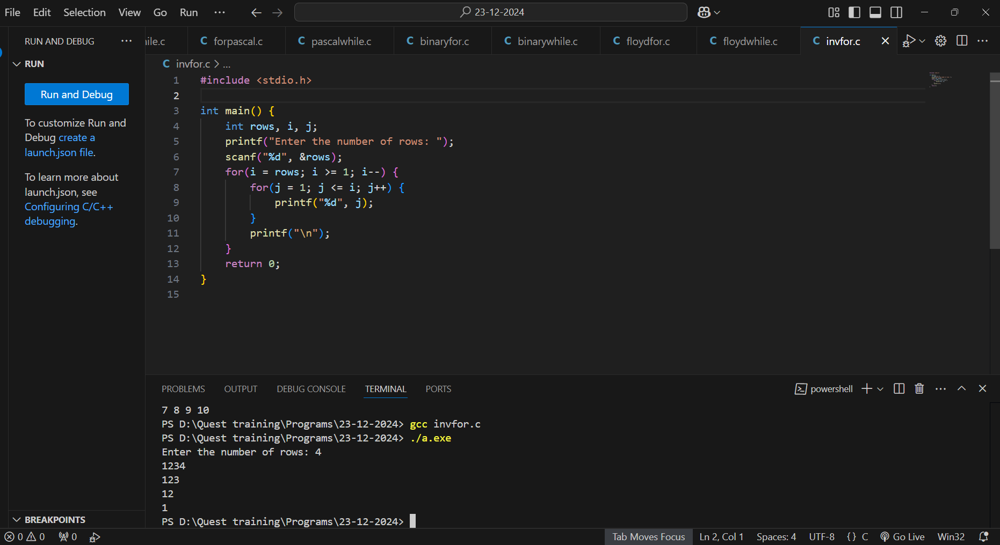 File Edit Selection View Go Run ··· 23-12-2024
RUN AND DEBUG ···
ile.c forpascal.c pascalwhile.c binaryfor.c binarywhile.c floydfor.c floydwhile.c invfor.c
RUN
Run and Debug
To customize Run and
Debug create a
launch.json file.
To learn more about
launch.json, see
Configuring C/C++
debugging.
BREAKPOINTS
C invfor.c > ...
1 #include <stdio.h>
2
3 int main() {
4     int rows, i, j;
5     printf("Enter the number of rows: ");
6     scanf("%d", &rows);
7     for(i = rows; i >= 1; i--) {
8         for(j = 1; j <= i; j++) {
9             printf("%d", j);
10         }
11         printf("\n");
12     }
13     return 0;
14 }
15
PROBLEMS OUTPUT DEBUG CONSOLE TERMINAL PORTS powershell
7 8 9 10
PS D:\Quest training\Programs\23-12-2024> gcc invfor.c
PS D:\Quest training\Programs\23-12-2024> ./a.exe
Enter the number of rows: 4
1234
123
12
1
PS D:\Quest training\Programs\23-12-2024>
0 0 0 Tab Moves Focus Ln 2, Col 1 Spaces: 4 UTF-8 {} C Go Live Win32